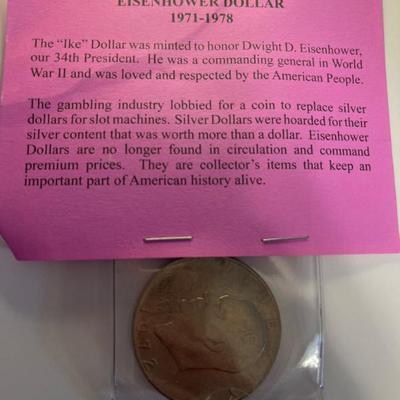 EISENHOWER DOLLAR
1971-1978
The “Ike” Dollar was minted to honor Dwight D. Eisenhower,
our 34th President. He was a commanding general in World
War II and was loved and respected by the American People.
The gambling industry lobbied for a coin to replace silver
dollars for slot machines. Silver Dollars were hoarded for their
silver content that was worth more than a dollar. Eisenhower
Dollars are no longer found in circulation and command
premium prices. They are collector’s items that keep an
important part of American history alive.